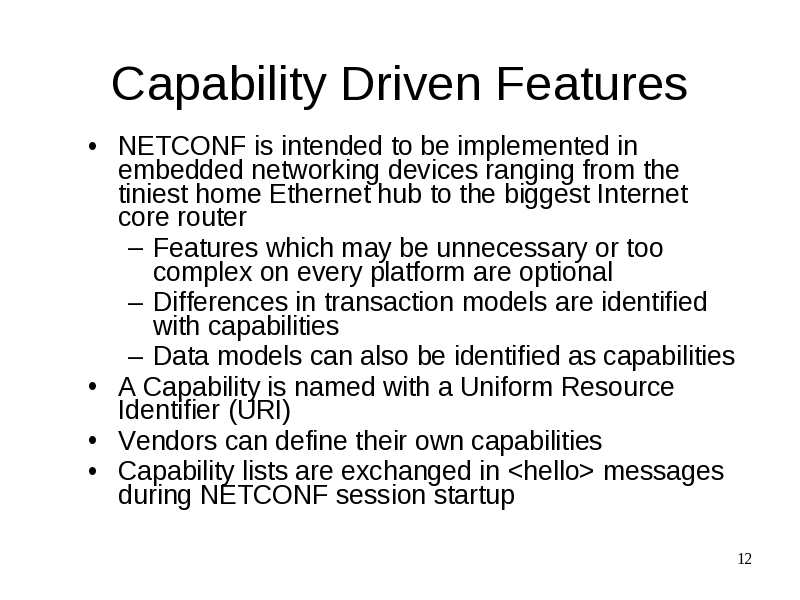 Capability Driven Features
• NETCONF is intended to be implemented in
embedded networking devices ranging from the
tiniest home Ethernet hub to the biggest Internet
core router
– Features which may be unnecessary or too
complex on every platform are optional
– Differences in transaction models are identified
with capabilities
– Data models can also be identified as capabilities
• A Capability is named with a Uniform Resource
Identifier (URI)
• Vendors can define their own capabilities
• Capability lists are exchanged in <hello> messages
during NETCONF session startup
12